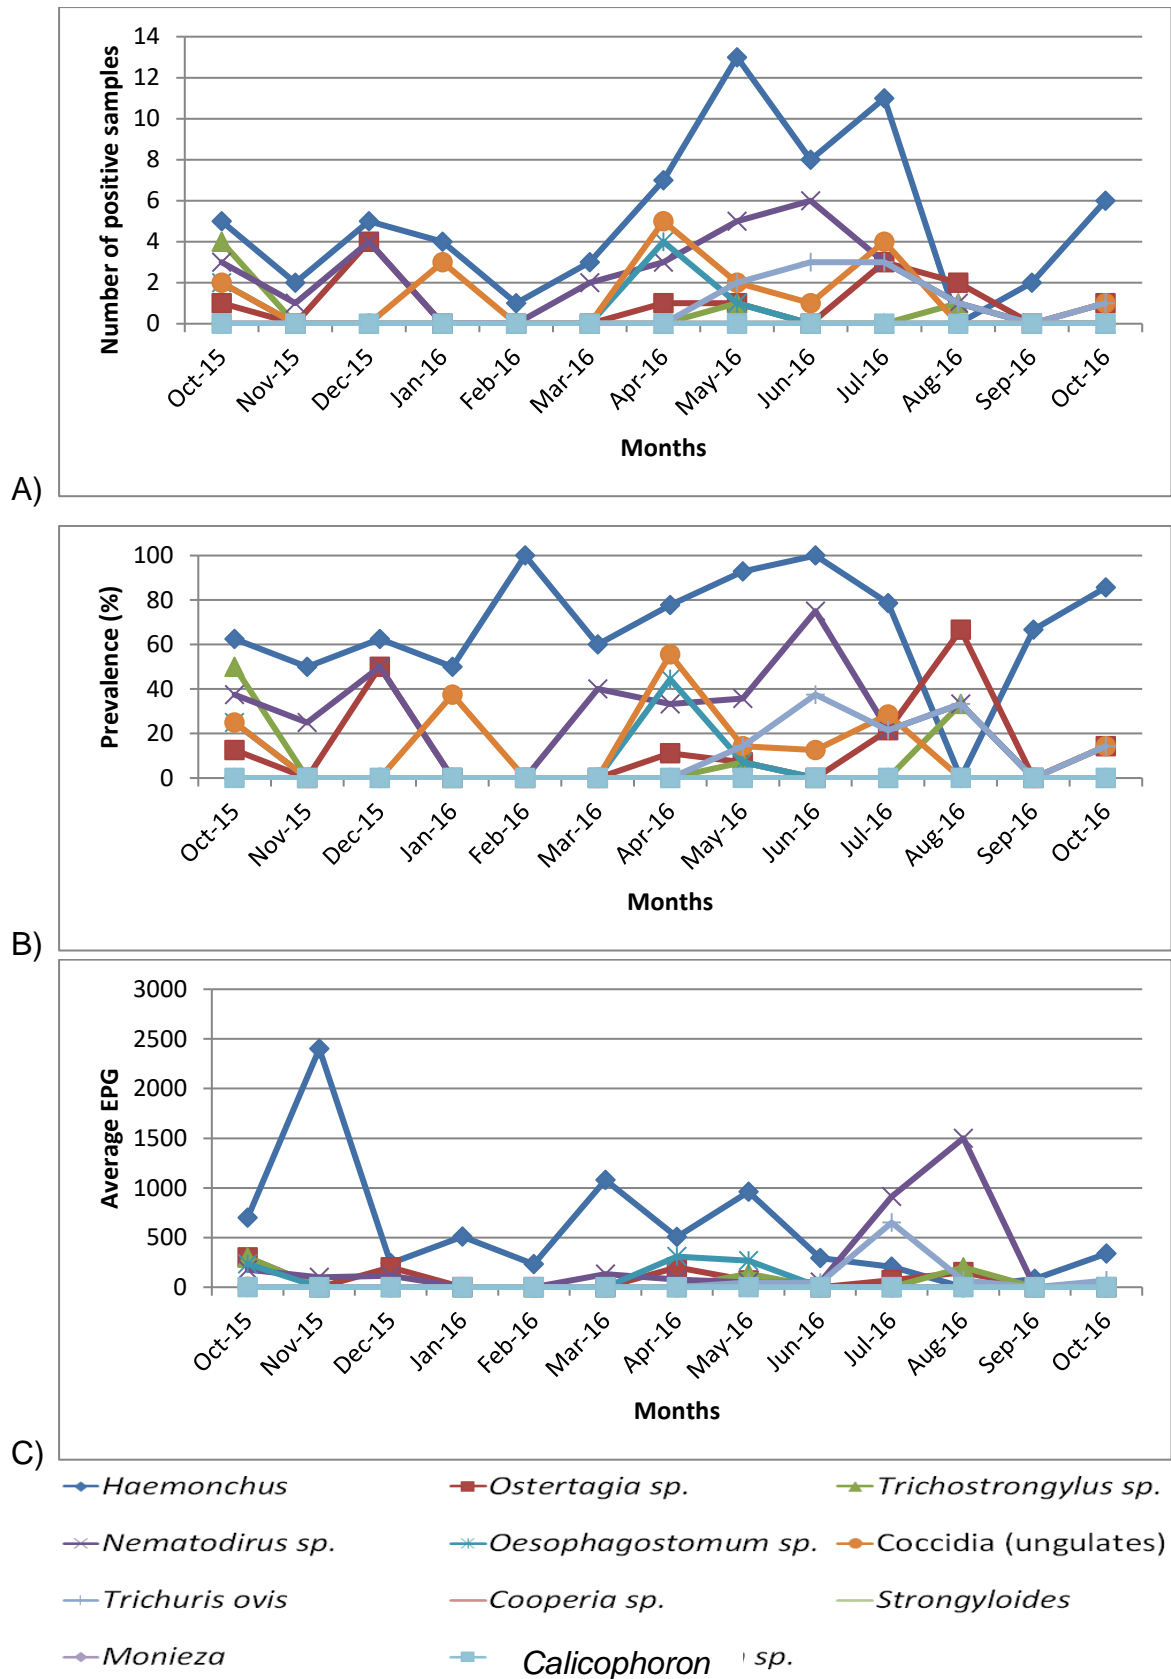 Number of positive samples
14
12
10
8
6
4
2
0
Oct-15
Nov-15
Dec-15
Jan-16
Feb-16
Mar-16
Apr-16
May-16
Jun-16
Jul-16
Aug-16
Sep-16
Oct-16
Months
A)
Prevalence (%)
100
80
60
40
20
0
Oct-15
Nov-15
Dec-15
Jan-16
Feb-16
Mar-16
Apr-16
May-16
Jun-16
Jul-16
Aug-16
Sep-16
Oct-16
Months
B)
Average EPG
3000
2500
2000
1500
1000
500
0
Oct-15
Nov-15
Dec-15
Jan-16
Feb-16
Mar-16
Apr-16
May-16
Jun-16
Jul-16
Aug-16
Sep-16
Oct-16
Months
C)
Haemonchus Ostertagia sp. Trichostrongylus sp.
Nematodirus sp. Oesophagostomum sp. Coccidia (ungulates)
Trichuris ovis Cooperia sp. Strongyloides
Monieza Calicophoron sp.